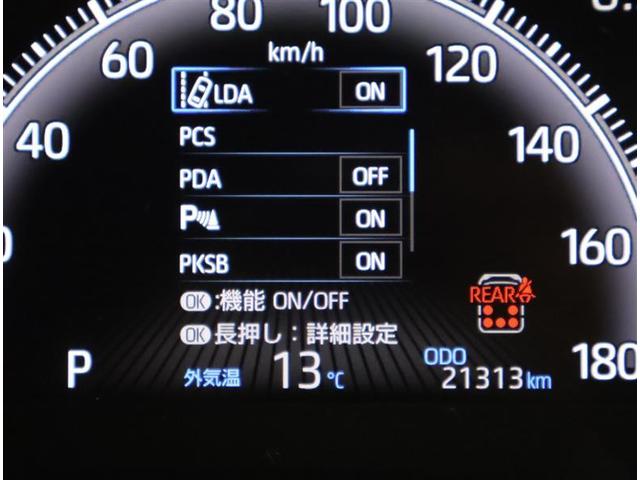 80
100
km/h
60
120
LDA ON
40
PCS
140
PDA OFF
P ON
160
PKSB ON
REAR
OK:機能 ON/OFF
OK長押し：詳細設定
P
外気温 13℃
ODO
21313km
180